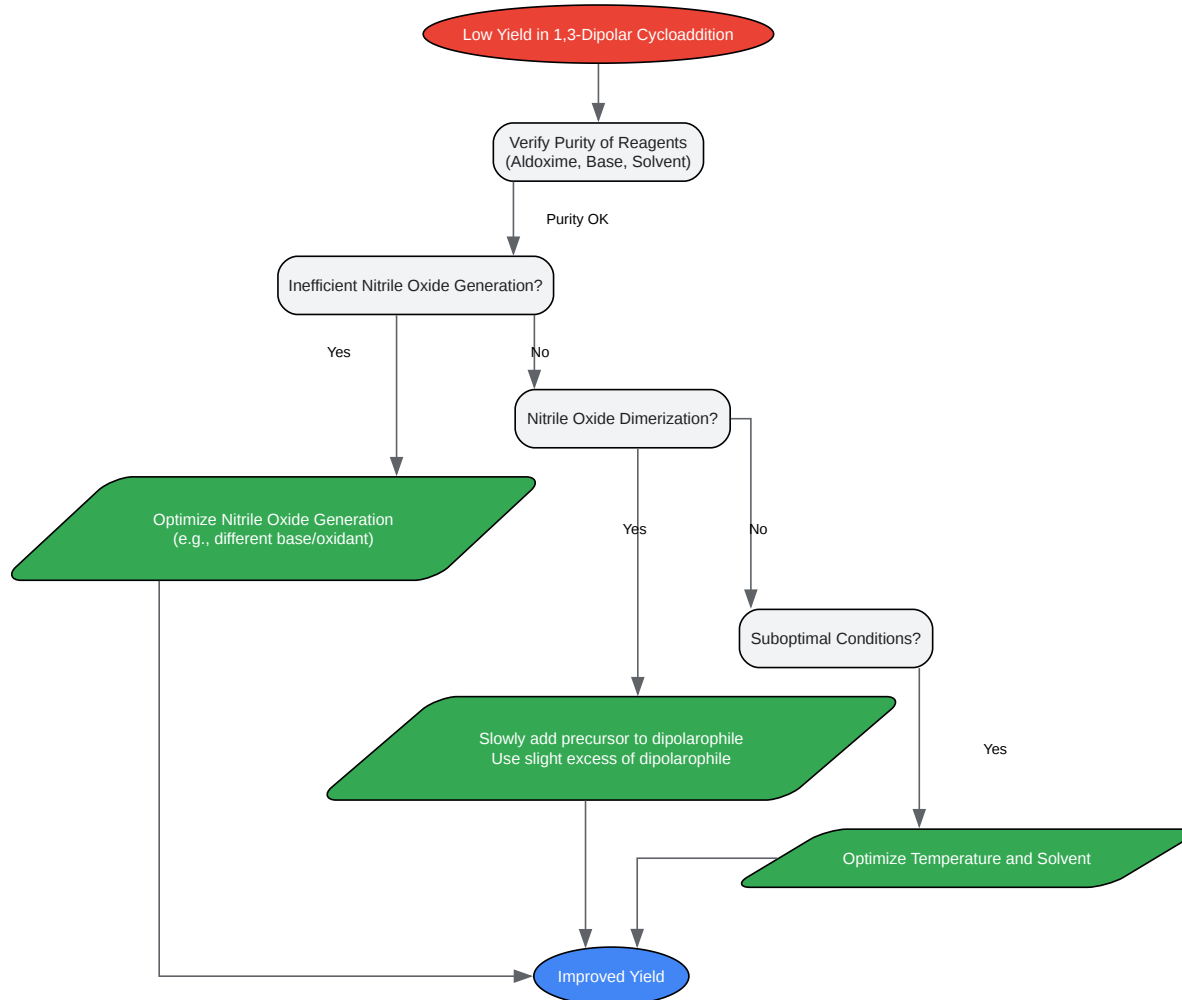 Low Yield in 1,3-Dipolar Cycloaddition
Verify Purity of Reagents
(Aldoxime, Base, Solvent)
Purity OK
Inefficient Nitrile Oxide Generation?
Yes
No
Nitrile Oxide Dimerization?
Optimize Nitrile Oxide Generation
(e.g., different base/oxidant)
Yes
No
Suboptimal Conditions?
Slowly add precursor to dipolarophile
Use slight excess of dipolarophile
Yes
Optimize Temperature and Solvent
Improved Yield